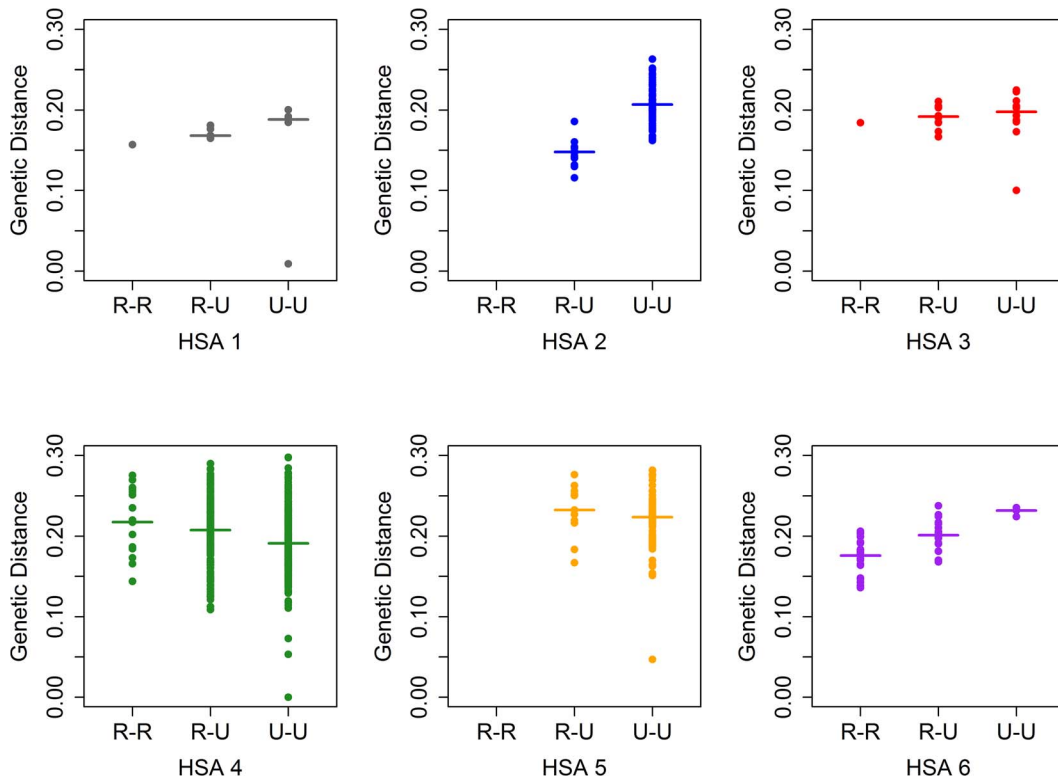 Genetic Distance
0.00 0.10 0.20 0.30
R-R R-U U-U
HSA 1
Genetic Distance
0.00 0.10 0.20 0.30
R-R R-U U-U
HSA 2
Genetic Distance
0.00 0.10 0.20 0.30
R-R R-U U-U
HSA 3
Genetic Distance
0.00 0.10 0.20 0.30
R-R R-U U-U
HSA 4
Genetic Distance
0.00 0.10 0.20 0.30
R-R R-U U-U
HSA 5
Genetic Distance
0.00 0.10 0.20 0.30
R-R R-U U-U
HSA 6